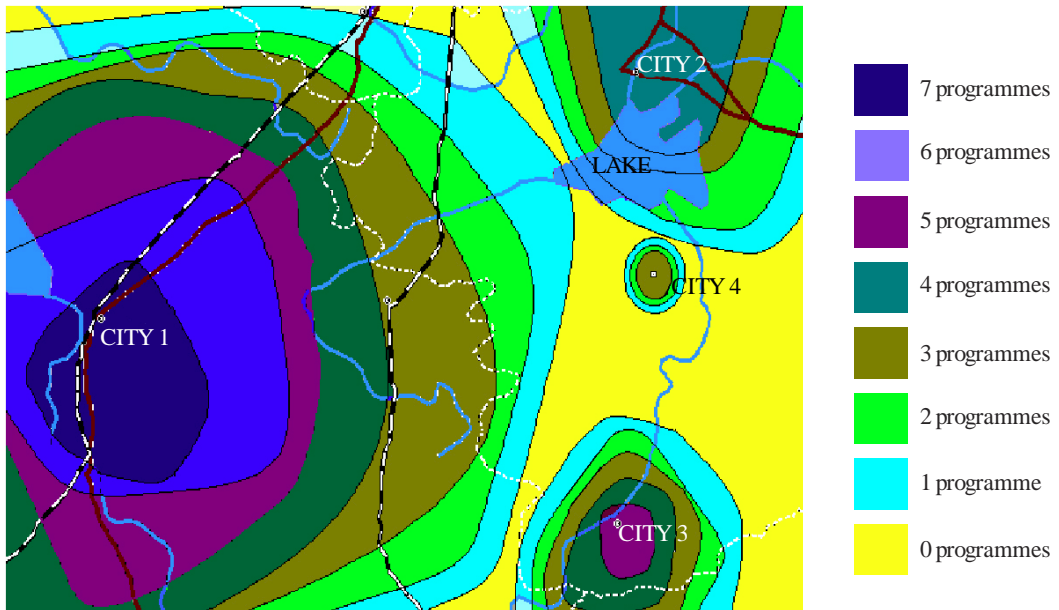 CITY 2
LAKE
CITY 4
CITY 1
CITY 3
7 programmes
6 programmes
5 programmes
4 programmes
3 programmes
2 programmes
1 programme
0 programmes